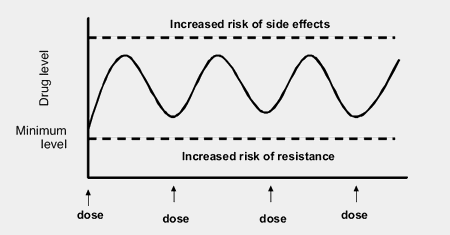 Increased risk of side effects
Drug level
Minimum
level
Increased risk of resistance
dose
dose
dose
dose